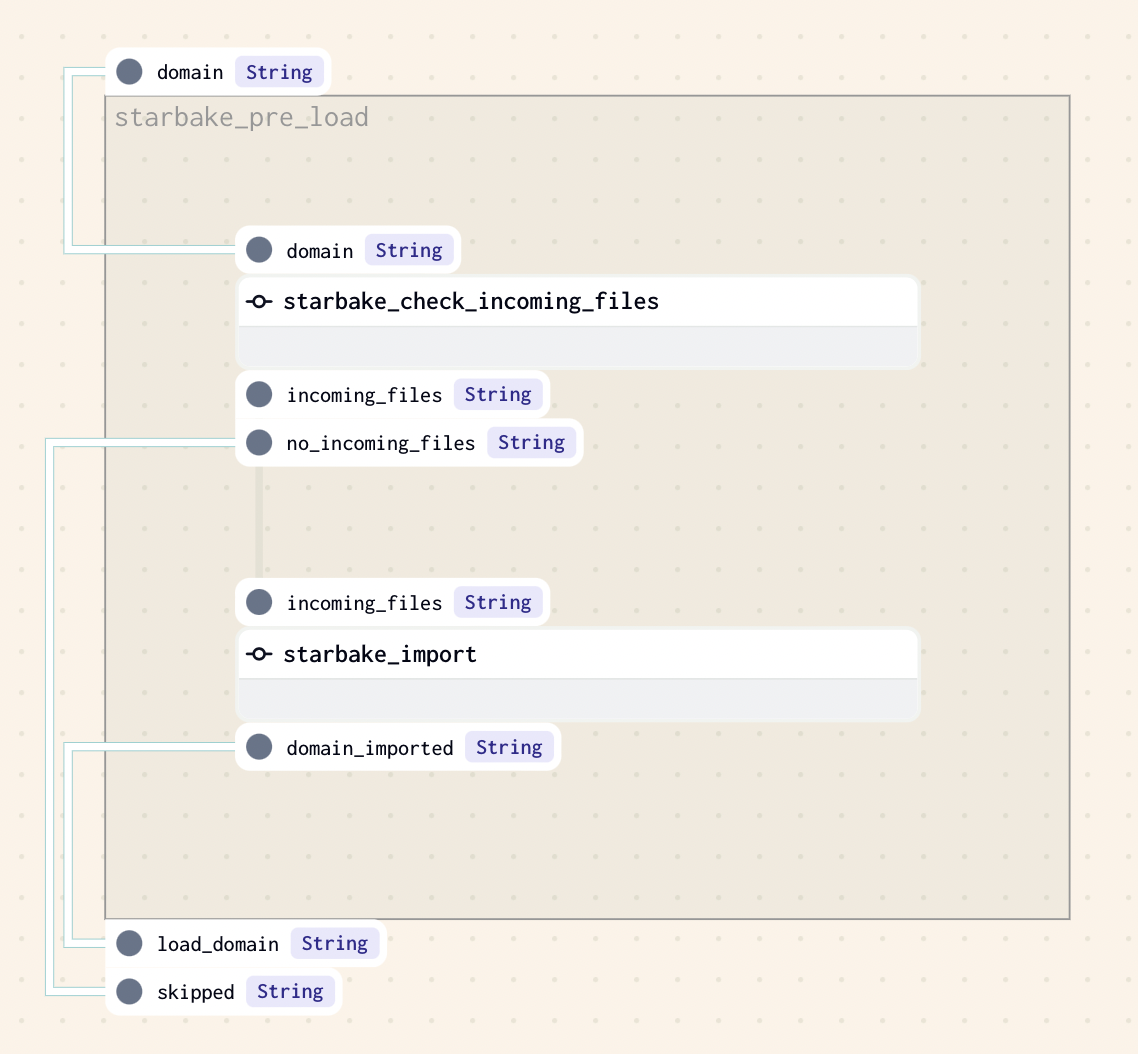 domain String
starbake_pre_load
domain String
starbake_check_incoming_files
incoming_files String
no_incoming_files String
incoming_files String
starbake_import
domain_imported String
load_domain String
skipped String